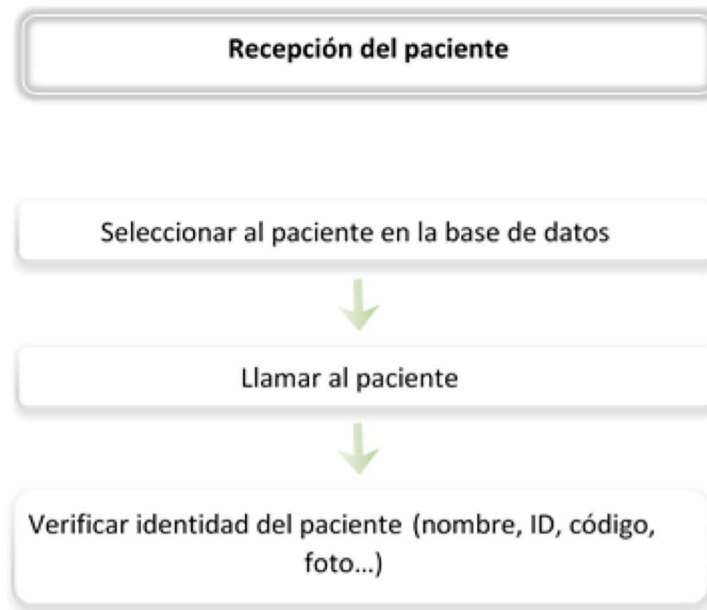 Recepción del paciente
Seleccionar al paciente en la base de datos
Llamar al paciente
Verificar identidad del paciente (nombre, ID, código,
foto...)